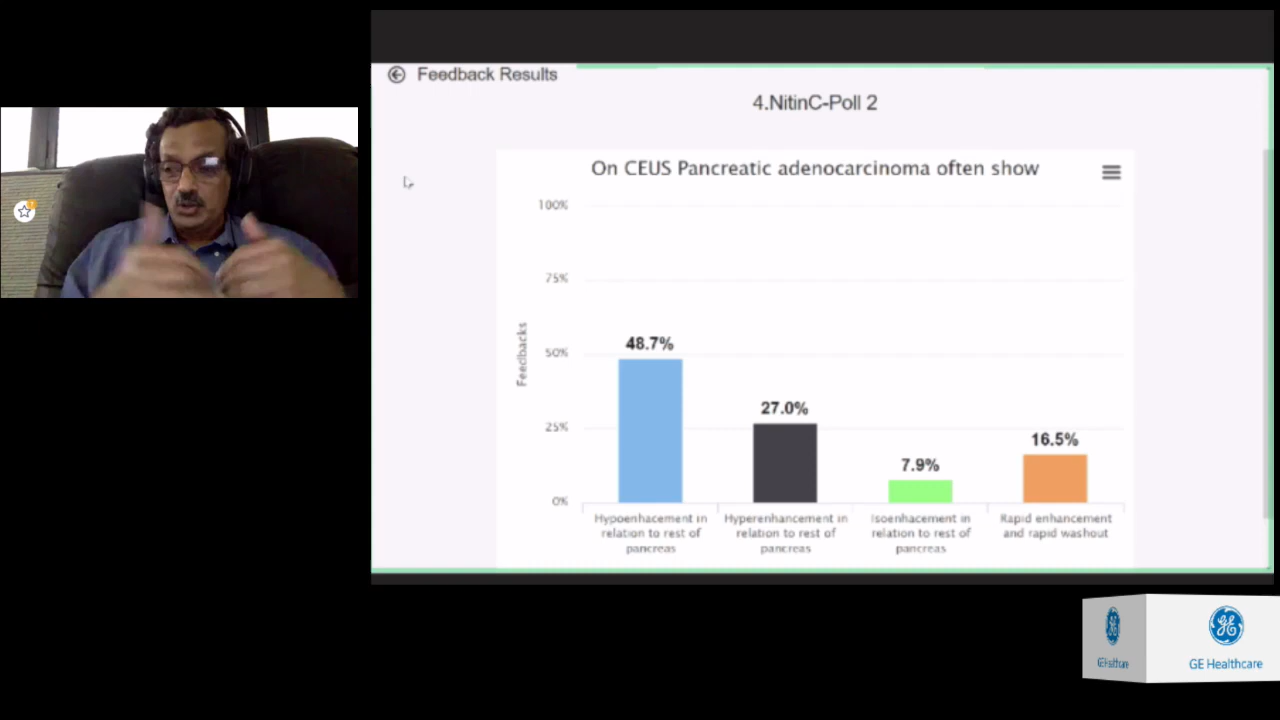 Feedback Results
4.NitinC-Poll 2
On CEUS Pancreatic adenocarcinoma often show
100%
75%
50%
25%
0%
Feedbacks
48.7%
27.0%
7.9%
16.5%
Hypoenhacement in
relation to rest of
pancreas
Hyperenhancement in
relation to rest of
pancreas
Isoenhacement in
relation to rest of
pancreas
Rapid enhancement
and rapid washout
GE Healthcare
GE Healthcare